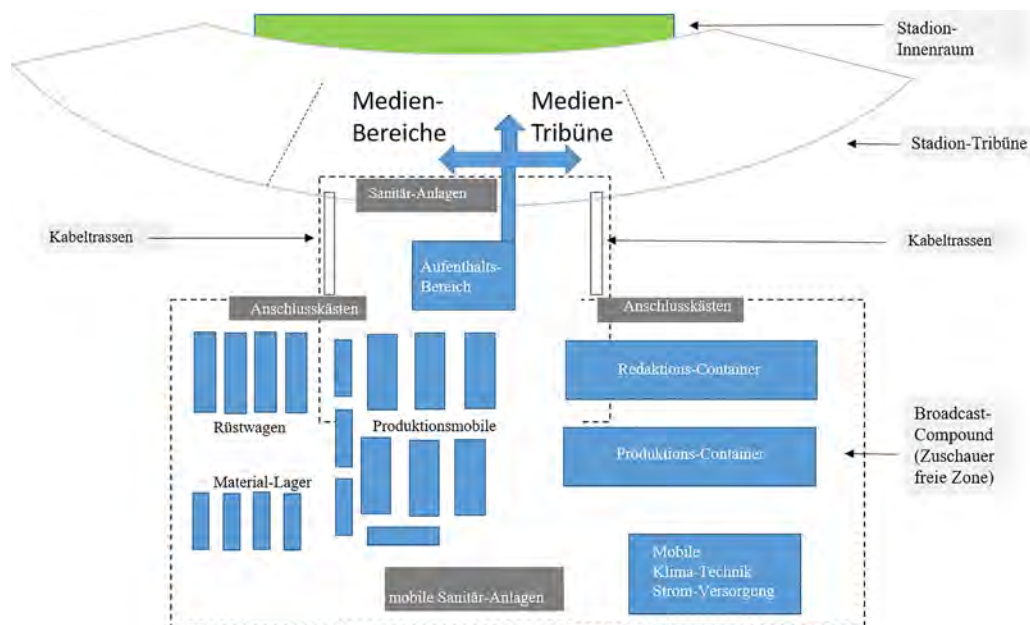 Stadion-
Innenraum
Medien-
Bereiche
Medien-
Tribüne
Stadion-Tribüne
Sanitär-Anlagen
Kabeltrassen
Kabeltrassen
Aufenthalts-
Bereich
Anschlusskästen
Anschlusskästen
Redaktions-Container
Rüstwagen
Produktionsmobile
Broadcast-
Compound
(Zuschauer
freie Zone)
Produktions-Container
Material-Lager
Mobile
Klima-Technik
Strom-Versorgung
mobile Sanitär-Anlagen